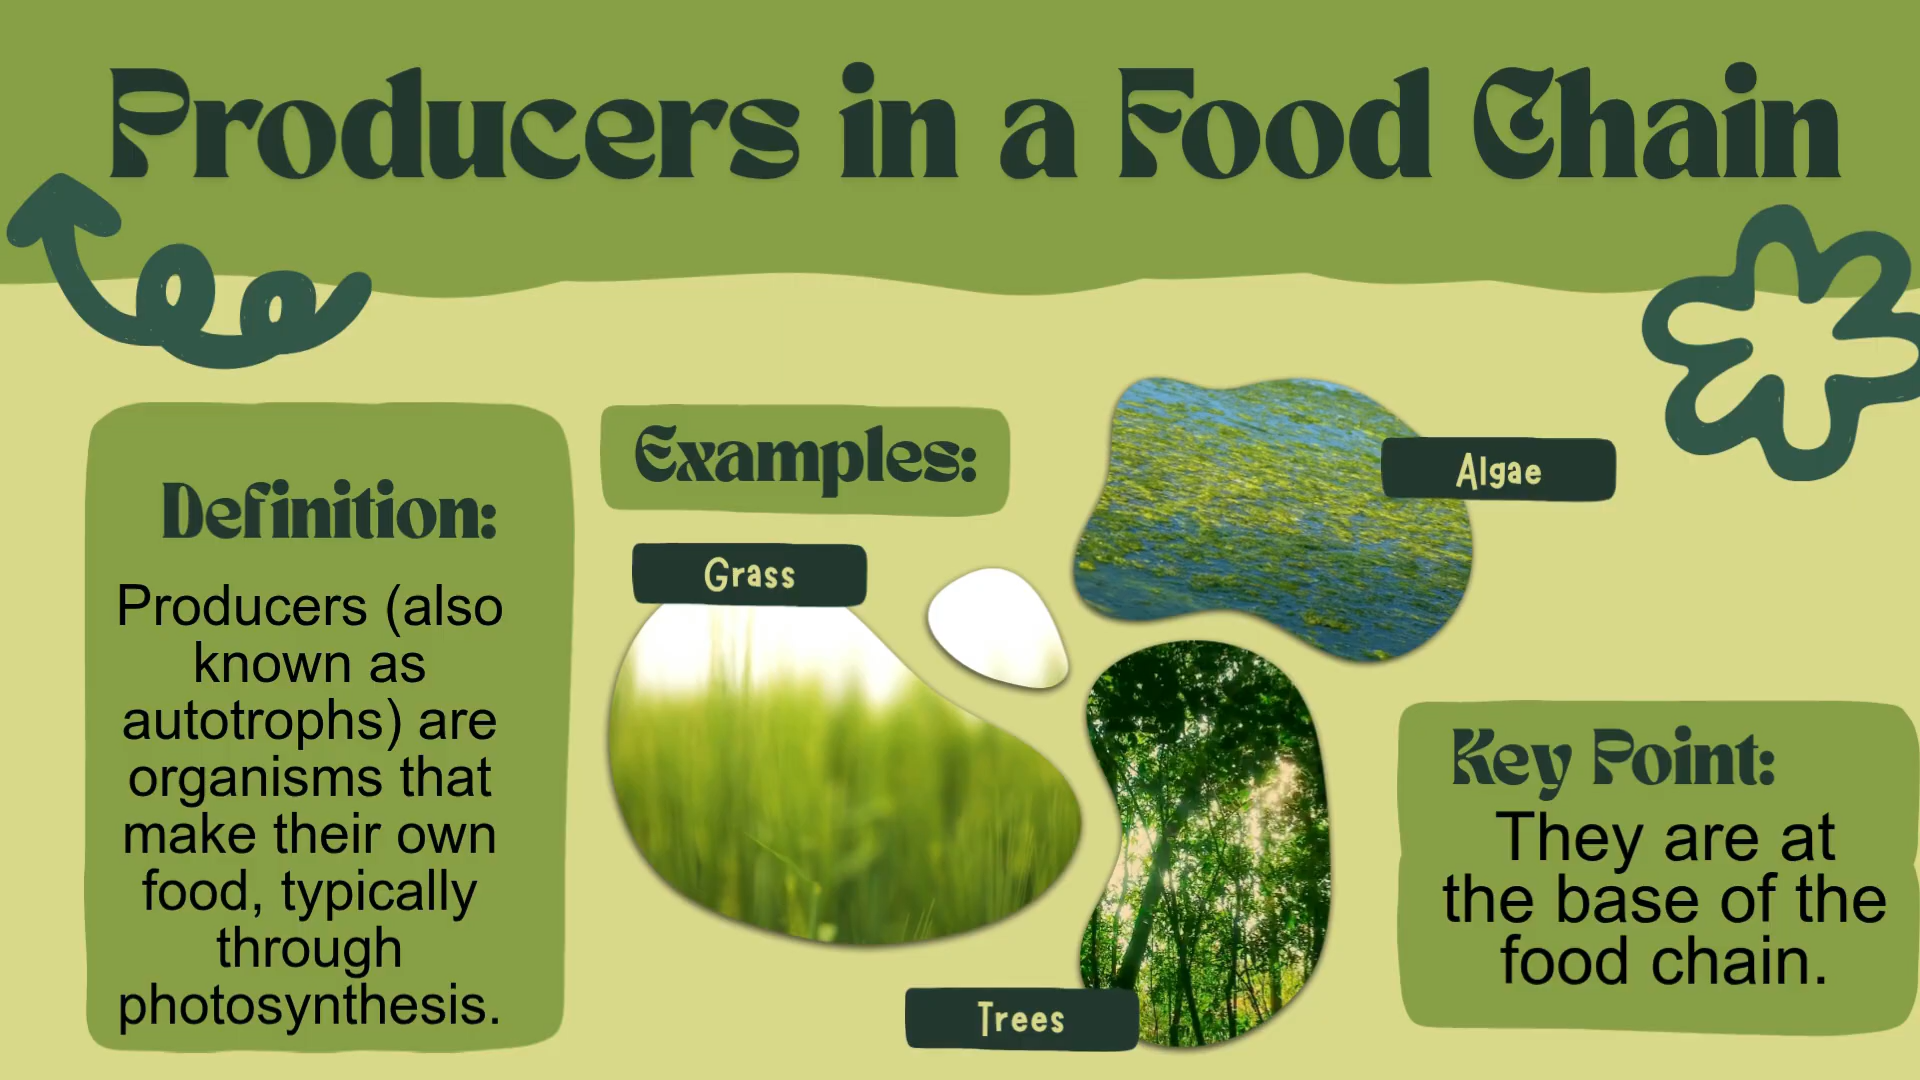 Producers in a Food Chain
Definition:
Producers (also
known as
autotrophs) are
organisms that
make their own
food, typically
through
photosynthesis.
Examples:
Grass
Algae
Trees
Key Point:
They are at
the base of the
food chain.